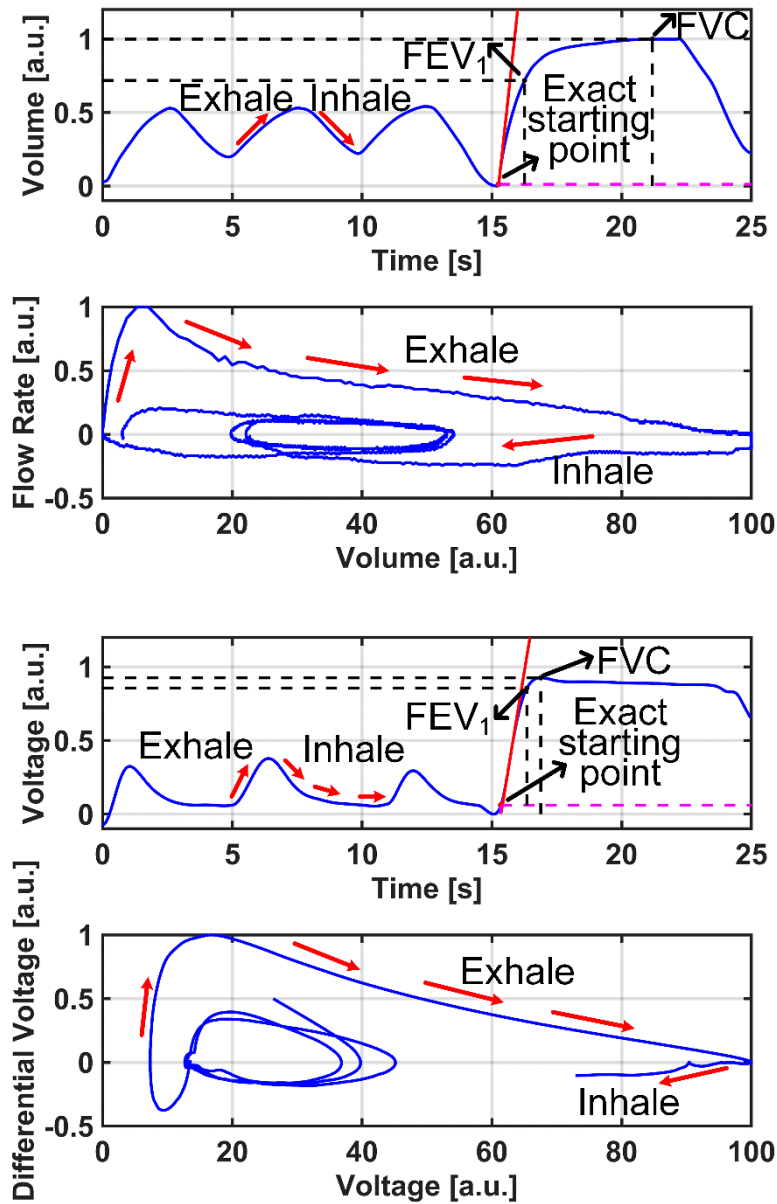 Volume [a.u.]
1
0.5
0
FEV1
FVC
Exhale
Inhale
Exact
starting
point
0
5
10
15
20
25
Time [s]
Flow Rate [a.u.]
1
0.5
0
-0.5
Exhale
Inhale
0
20
40
60
80
100
Volume [a.u.]
Voltage [a.u.]
1
0.5
0
FVC
FEV1
Exhale
Inhale
Exact
starting
point
0
5
10
15
20
25
Time [s]
Differential Voltage [a.u.]
1
0.5
0
-0.5
Exhale
Inhale
0
20
40
60
80
100
Voltage [a.u.]